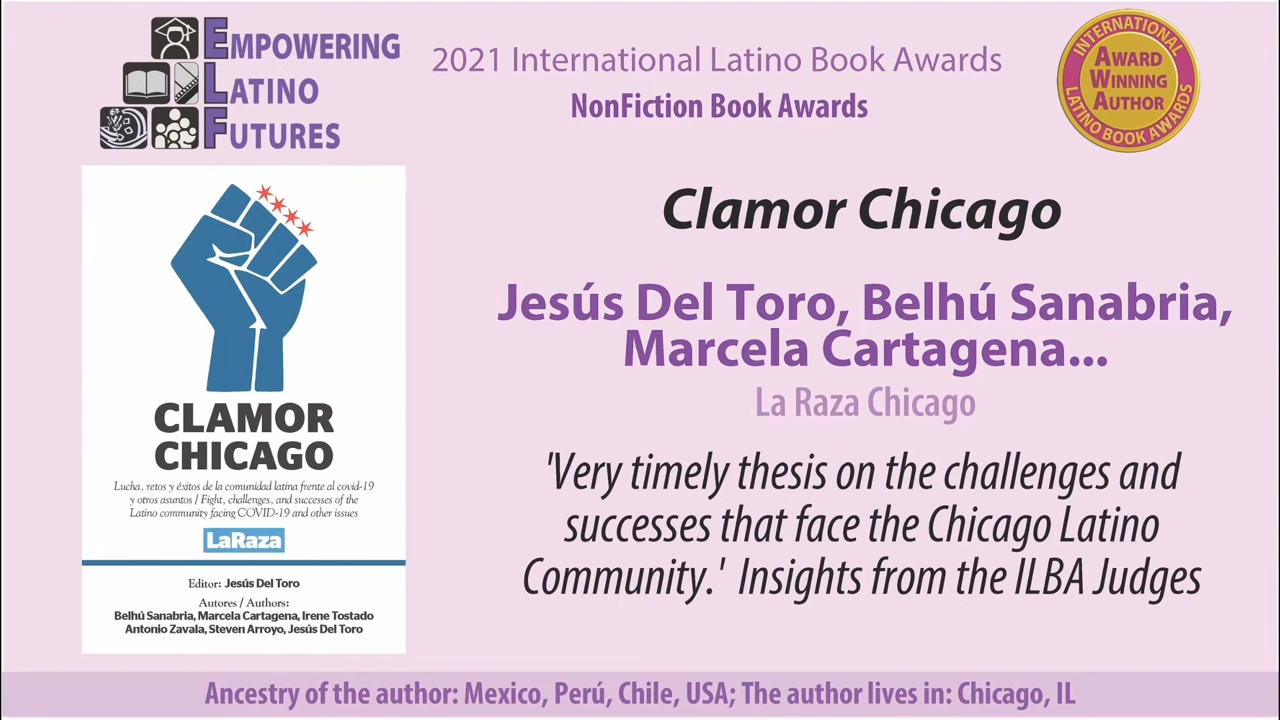 EMPOWERING
LATINO
FUTURES
2021 International Latino Book Awards
NonFiction Book Awards
INTERNATIONAL
AWARD
WINNING
AUTHOR
LATINO BOOK AWARDS
Clamor Chicago
Jesús Del Toro, Belhú Sanabria,
Marcela Cartagena...
La Raza Chicago
'Very timely thesis on the challenges and
successes that face the Chicago Latino
Community.' Insights from the ILBA Judges
CLAMOR
CHICAGO
Lucha, retos y éxitos de la comunidad latina frente al covid-19
y otros asuntos / Fight, challenges, and successes of the
Latino community facing COVID-19 and other issues
LaRaza
Editor: Jesús Del Toro
Autores / Authors:
Belhú Sanabria, Marcela Cartagena, Irene Tostado
Antonio Zavala, Steven Arroyo, Jesús Del Toro
Ancestry of the author: Mexico, Perú, Chile, USA; The author lives in: Chicago, IL